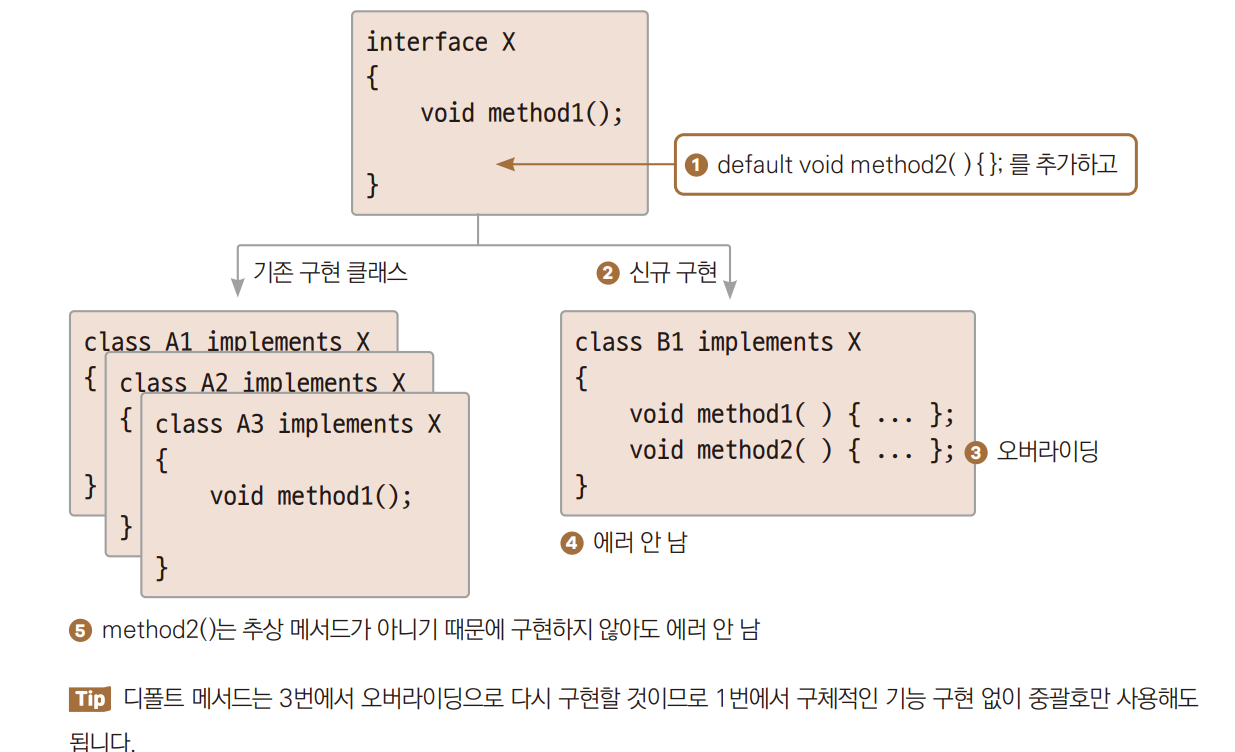 interface X
{
void method1();
}
❶ default void method2( ) { }; 를 추가하고
기존 구현 클래스
❷ 신규 구현
class A1 implements X
{
}
class A2 implements X
{
}
class A3 implements X
{
void method1();
}
class B1 implements X
{
void method1( ) { ... };
void method2( ) { ... };
}
❸ 오버라이딩
❹ 에러 안 남
❺ method2()는 추상 메서드가 아니기 때문에 구현하지 않아도 에러 안 남
Tip 디폴트 메서드는 3번에서 오버라이딩으로 다시 구현할 것이므로 1번에서 구체적인 기능 구현 없이 중괄호만 사용해도
됩니다.